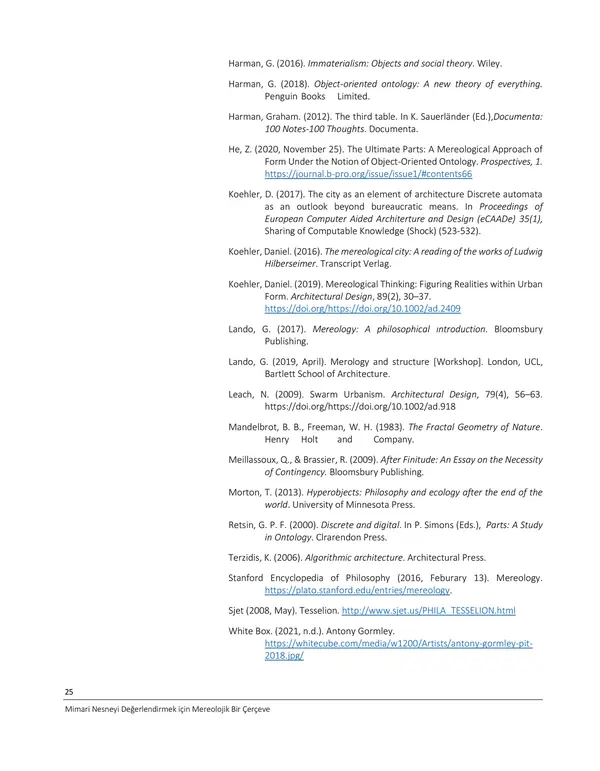 Harman, G. (2016). Immaterialism: Objects and social theory. Wiley.
Harman, G. (2018). Object-oriented ontology: A new theory of everything.
Penguin Books Limited.
Harman, Graham. (2012). The third table. In K. Sauerländer (Ed.),Documenta:
100 Notes-100 Thoughts. Documenta.
He, Z. (2020, November 25). The Ultimate Parts: A Mereological Approach of
Form Under the Notion of Object-Oriented Ontology. Prospectives, 1.
https://journal.b-pro.org/issue/issue1/#contents66
Koehler, D. (2017). The city as an element of architecture Discrete automata
as an outlook beyond bureaucratic means. In Proceedings of
European Computer Aided Architerture and Design (eCAADe) 35(1),
Sharing of Computable Knowledge (Shock) (523-532).
Koehler, Daniel. (2016). The mereological city: A reading of the works of Ludwig
Hilberseimer. Transcript Verlag.
Koehler, Daniel. (2019). Mereological Thinking: Figuring Realities within Urban
Form. Architectural Design, 89(2), 30–37.
https://doi.org/https://doi.org/10.1002/ad.2409
Lando, G. (2017). Mereology: A philosophical ıntroduction. Bloomsbury
Publishing.
Lando, G. (2019, April). Merology and structure [Workshop]. London, UCL,
Bartlett School of Architecture.
Leach, N. (2009). Swarm Urbanism. Architectural Design, 79(4), 56–63.
https://doi.org/https://doi.org/10.1002/ad.918
Mandelbrot, B. B., Freeman, W. H. (1983). The Fractal Geometry of Nature.
Henry Holt and Company.
Meillassoux, Q., & Brassier, R. (2009). After Finitude: An Essay on the Necessity
of Contingency. Bloomsbury Publishing.
Morton, T. (2013). Hyperobjects: Philosophy and ecology after the end of the
world. University of Minnesota Press.
Retsin, G. P. F. (2000). Discrete and digital. In P. Simons (Eds.), Parts: A Study
in Ontology. Clrarendon Press.
Terzidis, K. (2006). Algorithmic architecture. Architectural Press.
Stanford Encyclopedia of Philosophy (2016, Feburary 13). Mereology.
https://plato.stanford.edu/entries/mereology.
Sjet (2008, May). Tesselion. http://www.sjet.us/PHILA_TESSELION.html
White Box. (2021, n.d.). Antony Gormley.
https://whitecube.com/media/w1200/Artists/antony-gormley-pit-
2018.jpg/
25
Mimari Nesneyi Değerlendirmek için Mereolojik Bir Çerçeve